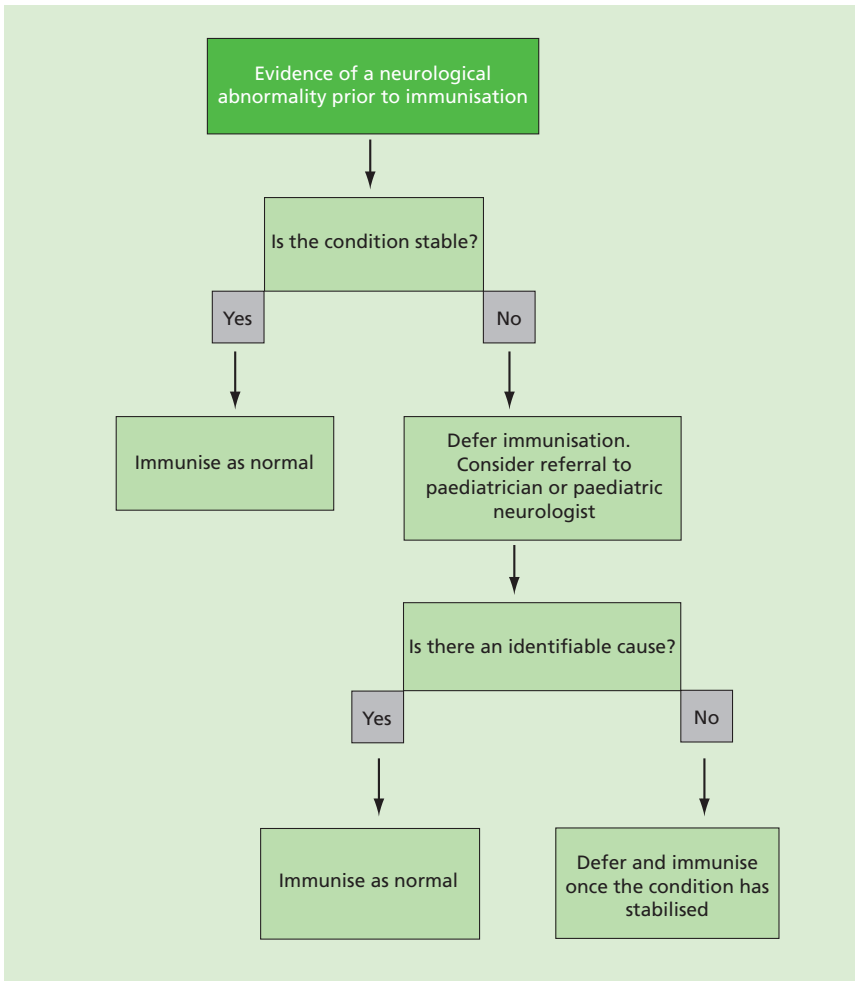 Evidence of a neurological
abnormality prior to immunisation
Is the condition stable?
Yes
No
Immunise as normal
Defer immunisation.
Consider referral to
paediatrician or paediatric
neurologist
Is there an identifiable cause?
Yes
No
Immunise as normal
Defer and immunise
once the condition has
stabilised